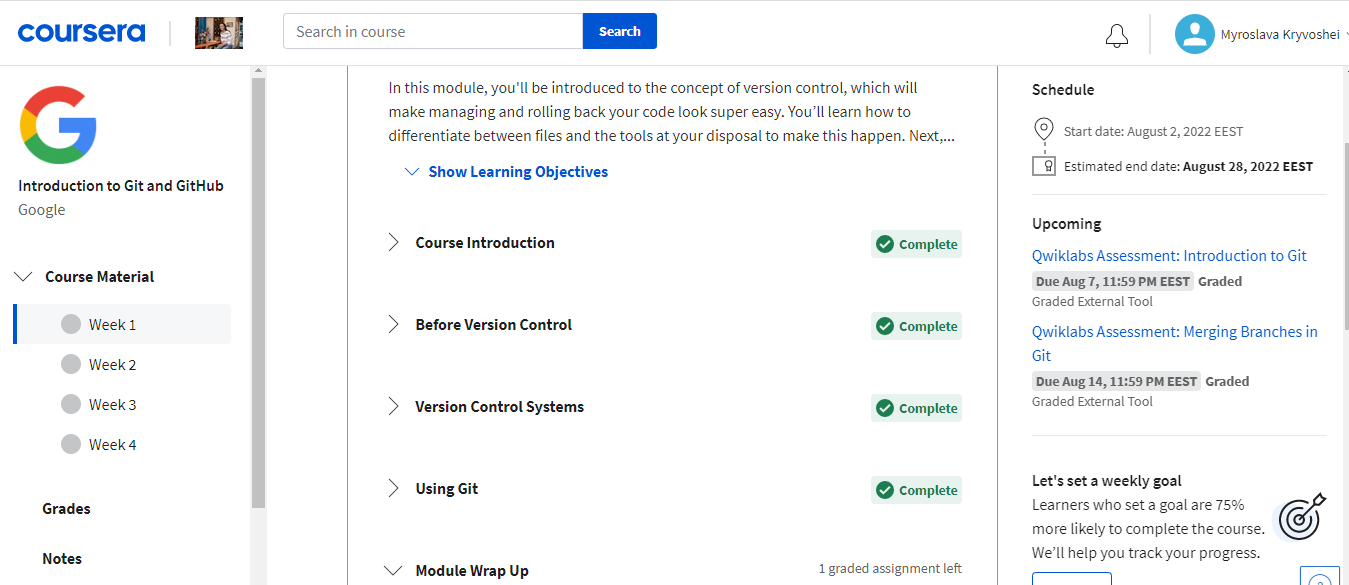 coursera
Search in course
Search
Myroslava Kryvoshei
Introduction to Git and GitHub
Google
Course Material
Week 1
Week 2
Week 3
Week 4
Grades
Notes
In this module, you'll be introduced to the concept of version control, which will
make managing and rolling back your code look super easy. You’ll learn how to
differentiate between files and the tools at your disposal to make this happen. Next,...
Show Learning Objectives
Course Introduction
Complete
Before Version Control
Complete
Version Control Systems
Complete
Using Git
Complete
Module Wrap Up
1 graded assignment left
Schedule
Start date: August 2, 2022 EEST
Estimated end date: August 28, 2022 EEST
Upcoming
Qwiklabs Assessment: Introduction to Git
Due Aug 7, 11:59 PM EEST Graded
Graded External Tool
Qwiklabs Assessment: Merging Branches in
Git
Due Aug 14, 11:59 PM EEST Graded
Graded External Tool
Let's set a weekly goal
Learners who set a goal are 75%
more likely to complete the course.
We’ll help you track your progress.